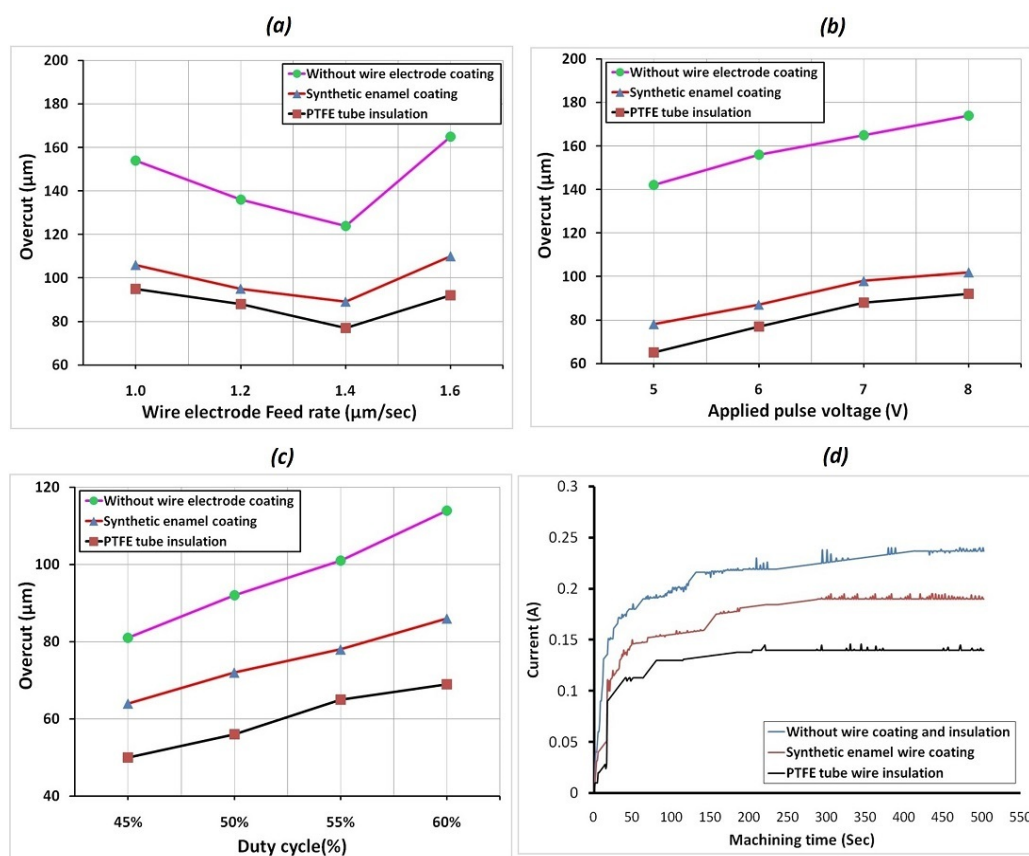 (a)
200
180
160
140
120
100
80
60
Overcut (µm)
Without wire electrode coating
Synthetic enamel coating
PTFE tube insulation
1.0 1.2 1.4 1.6
Wire electrode Feed rate (µm/sec)
(b)
200
180
160
140
120
100
80
60
Overcut (µm)
Without wire electrode coating
Synthetic enamel coating
PTFE tube insulation
5 6 7 8
Applied pulse voltage (V)
(c)
120
100
80
60
40
Overcut (µm)
Without wire electrode coating
Synthetic enamel coating
PTFE tube insulation
45% 50% 55% 60%
Duty cycle(%)
(d)
0.3
0.25
0.2
0.15
0.1
0.05
0
Current (A)
Without wire coating and insulation
Synthetic enamel wire coating
PTFE tube wire insulation
0 50 100 150 200 250 300 350 400 450 500 550
Machining time (Sec)